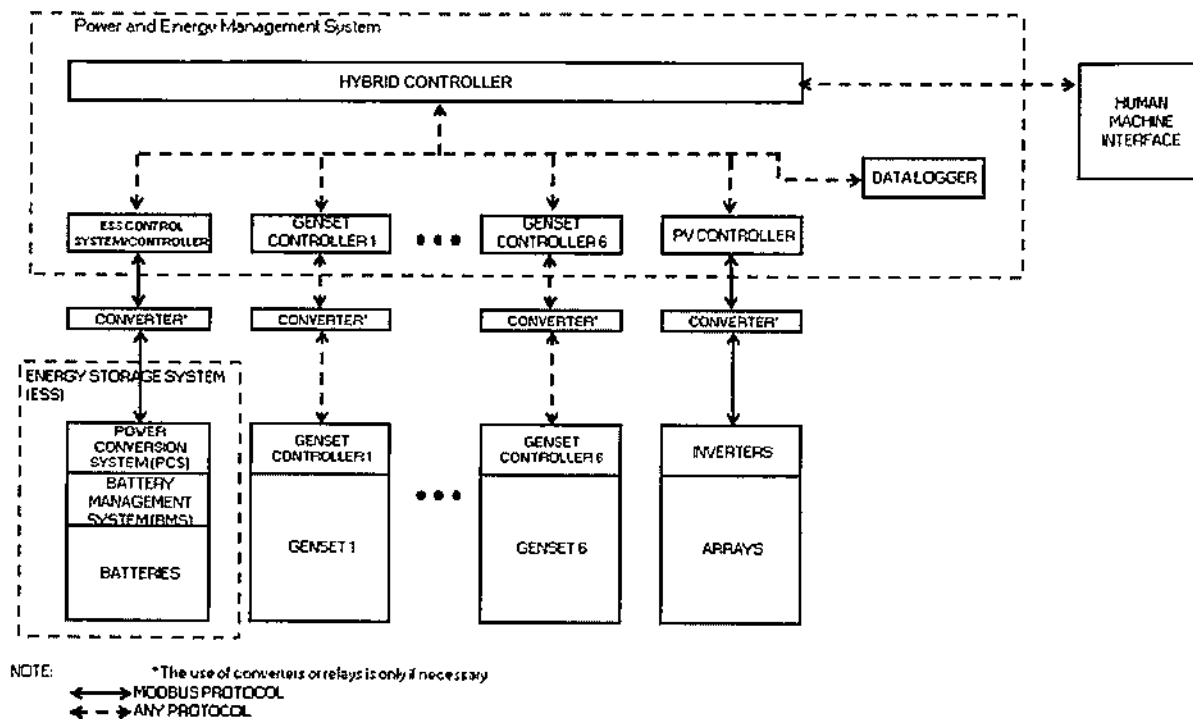 Power and Energy Management System
HYBRID CONTROLLER
HUMAN
MACHINE
INTERFACE
DATA LOGGER
ESS CONTROL
SYSTEM/CONTROLLER
GENSET
CONTROLLER 1
GENSET
CONTROLLER 6
PV CONTROLLER
CONVERTER*
CONVERTER*
CONVERTER*
CONVERTER*
ENERGY STORAGE SYSTEM
(ESS)
POWER
CONVERSION
SYSTEM (PCS)
GENSET
CONTROLLER 1
GENSET
CONTROLLER 6
INVERTERS
BATTERY
MANAGEMENT
SYSTEM (BMS)
BATTERIES
GENSET 1
GENSET 6
ARRAYS
NOTE: *The use of converters or relays is only if necessary
MODBUS PROTOCOL
ANY PROTOCOL